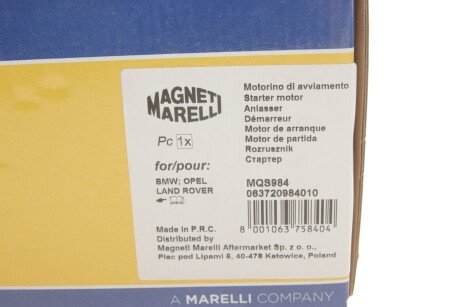 MAGNETI
MARELLI
Pc 1x
for/pour:
BMW; OPEL
LAND ROVER
Motorino di avviamento
Starter motor
Anlasser
Démarreur
Motor de arranque
Motor de partida
Rozrusznik
Стартер
MQS984
063720984010
8 001063 758404
Made in P.R.C.
Distributed by
Magneti Marelli Aftermarket Sp. z o. o.,
Plac pod Lipami 5, 40-476 Katowice, Poland
A MARELLI COMPANY